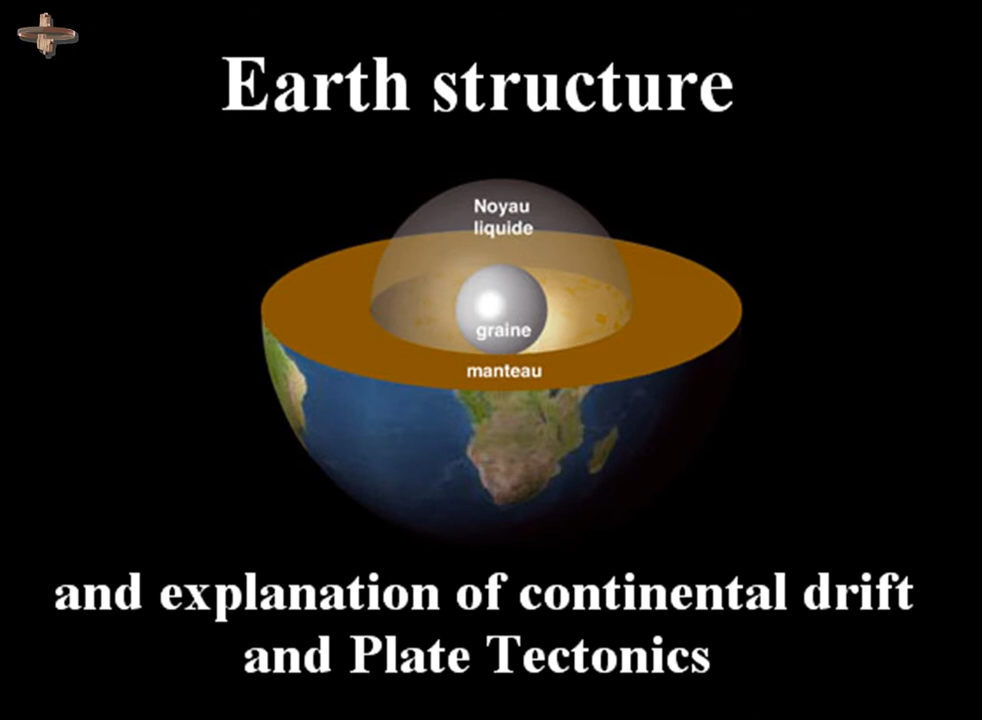 Earth structure
Noyau
liquide
graine
manteau
and explanation of continental drift
and Plate Tectonics